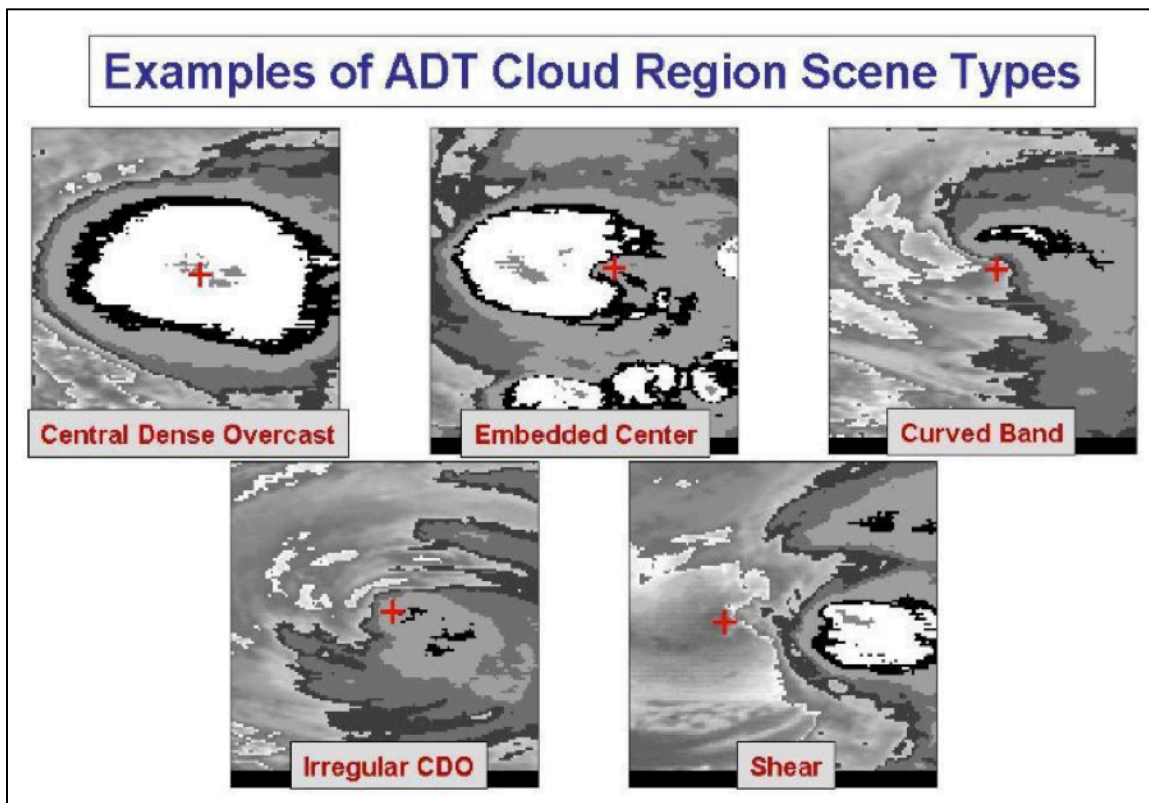 Examples of ADT Cloud Region Scene Types
Central Dense Overcast
Embedded Center
Curved Band
Irregular CDO
Shear